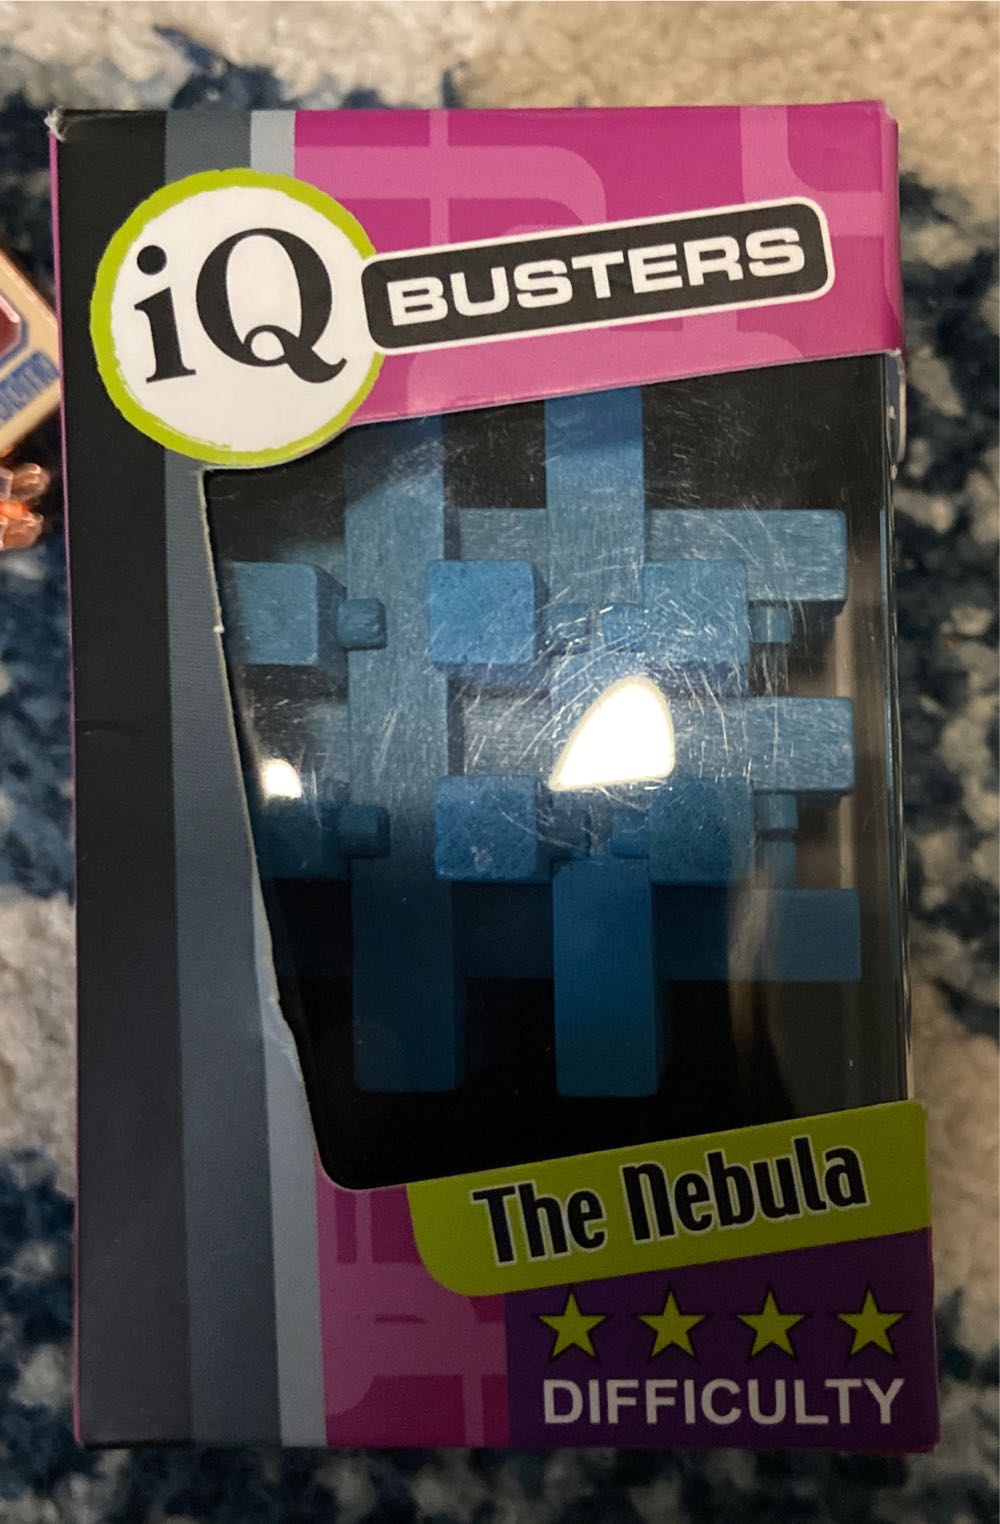 iQ BUSTERS
The Nebula
DIFFICULTY